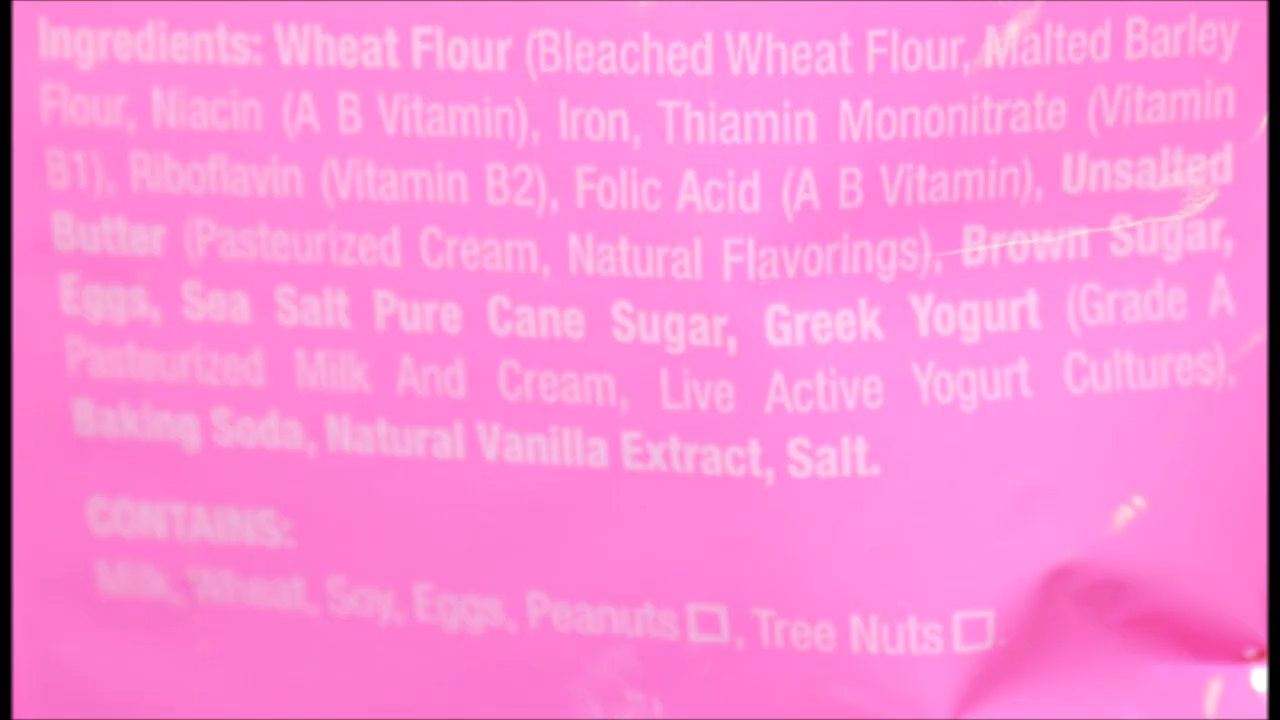 Ingredients: Wheat Flour (Bleached Wheat Flour, Malted Barley
Flour, Niacin (A B Vitamin), Iron, Thiamin Mononitrate (Vitamin
B1), Riboflavin (Vitamin B2), Folic Acid (A B Vitamin), Unsalted
Butter (Pasteurized Cream, Natural Flavorings), Brown Sugar,
Eggs, Sea Salt Pure Cane Sugar, Greek Yogurt (Grade A
Pasteurized Milk And Cream, Live Active Yogurt Cultures),
Baking Soda, Natural Vanilla Extract, Salt.
CONTAINS:
Milk, Wheat, Soy, Eggs, Peanuts ☐, Tree Nuts ☐.